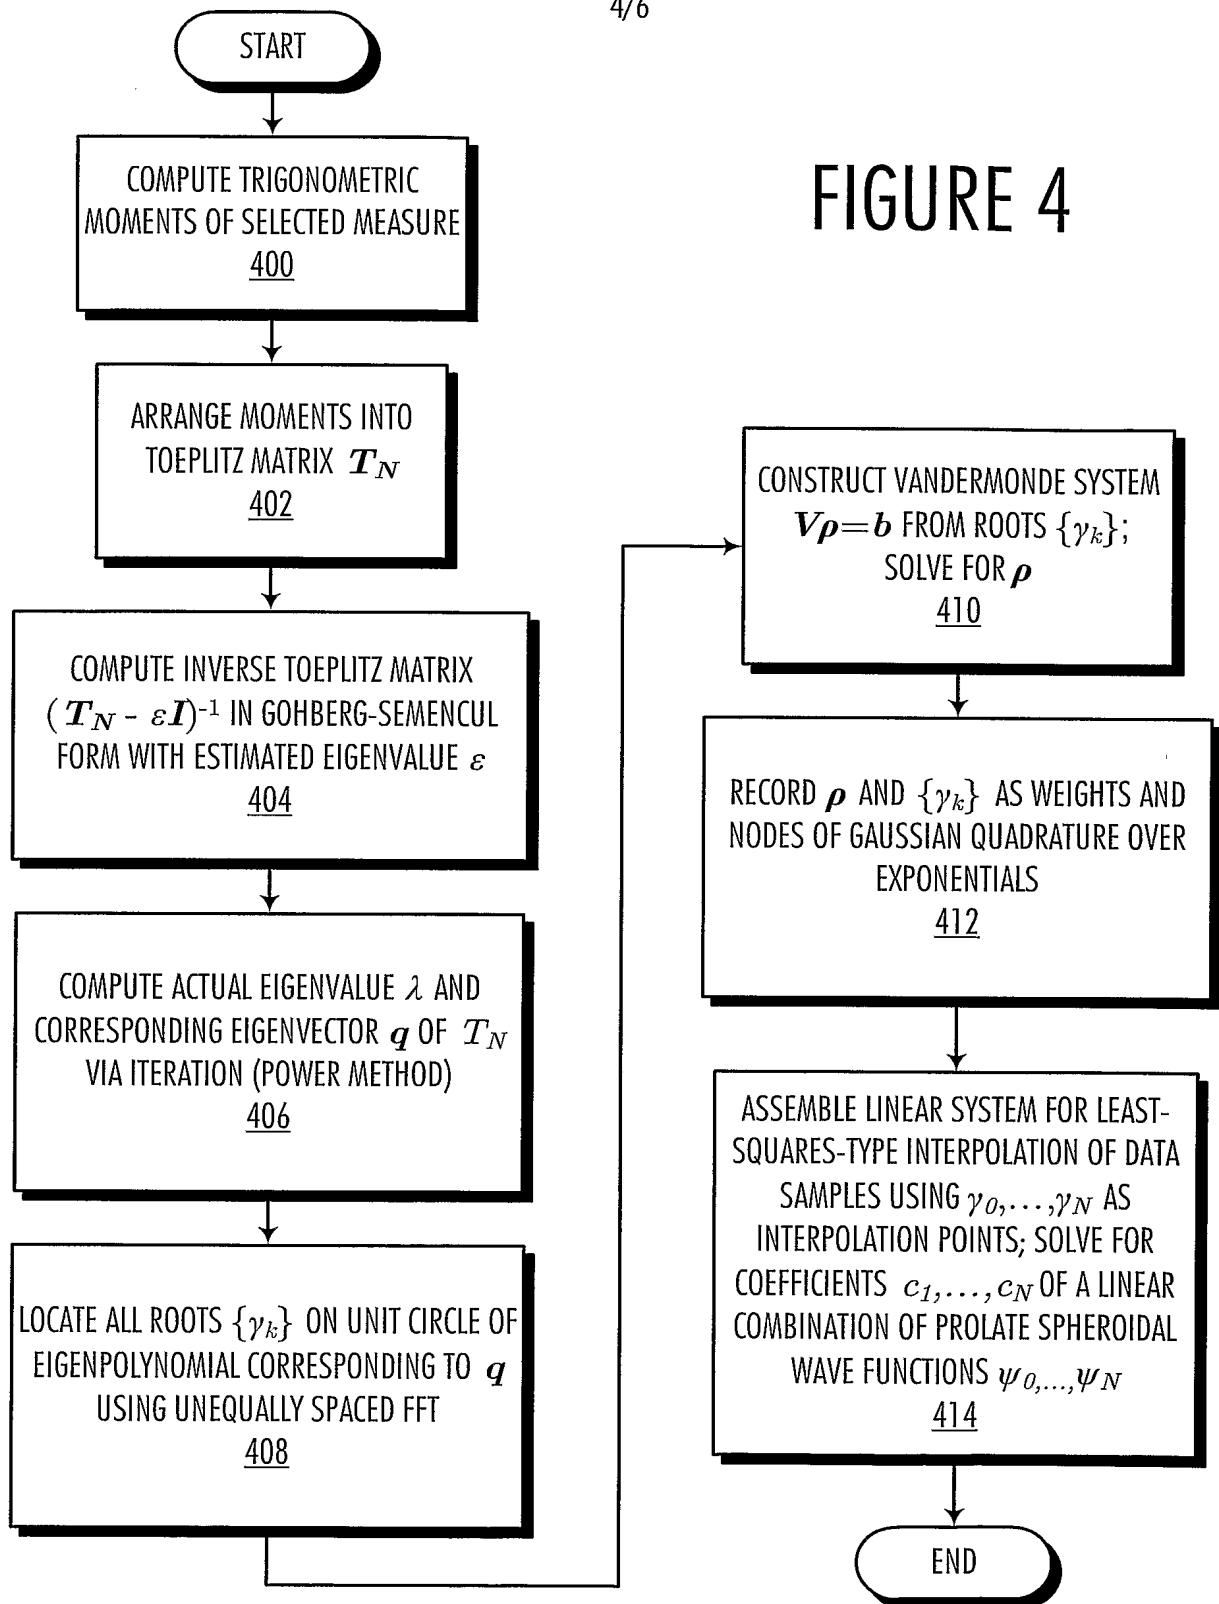 4/6
START
COMPUTE TRIGONOMETRIC
MOMENTS OF SELECTED MEASURE
400
FIGURE 4
ARRANGE MOMENTS INTO
TOEPLITZ MATRIX T_N
402
COMPUTE INVERSE TOEPLITZ MATRIX
( T_N - εI)⁻¹ IN GOHBERG-SEMENCUL
FORM WITH ESTIMATED EIGENVALUE ε
404
COMPUTE ACTUAL EIGENVALUE λ AND
CORRESPONDING EIGENVECTOR q OF T_N
VIA ITERATION (POWER METHOD)
406
LOCATE ALL ROOTS {γ_k} ON UNIT CIRCLE OF
EIGENPOLYNOMIAL CORRESPONDING TO q
USING UNEQUALLY SPACED FFT
408
CONSTRUCT VANDERMONDE SYSTEM
Vρ=b FROM ROOTS {γ_k};
SOLVE FOR ρ
410
RECORD ρ AND {γ_k} AS WEIGHTS AND
NODES OF GAUSSIAN QUADRATURE OVER
EXPONENTIALS
412
ASSEMBLE LINEAR SYSTEM FOR LEAST-
SQUARES-TYPE INTERPOLATION OF DATA
SAMPLES USING γ_0,...,γ_N AS
INTERPOLATION POINTS; SOLVE FOR
COEFFICIENTS c_1,...,c_N OF A LINEAR
COMBINATION OF PROLATE SPHEROIDAL
WAVE FUNCTIONS ψ_0,...,ψ_N
414
END